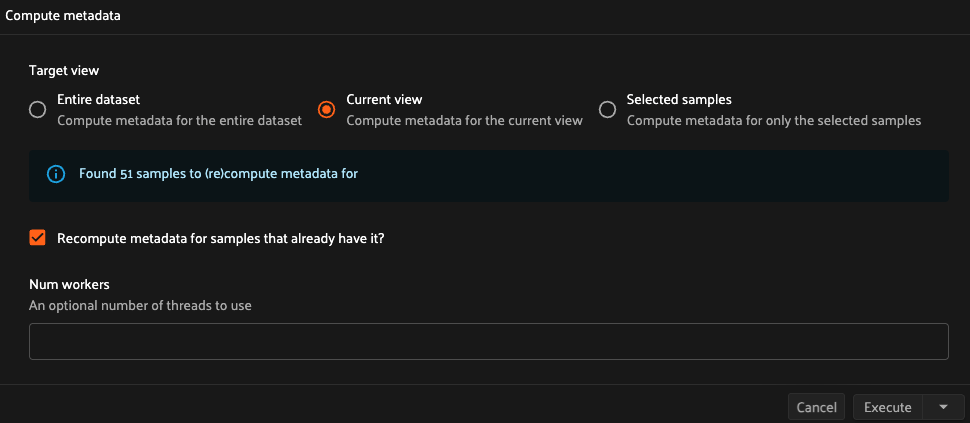 Compute metadata
Target view
Entire dataset
Compute metadata for the entire dataset
Current view
Compute metadata for the current view
Selected samples
Compute metadata for only the selected samples
Found 51 samples to (re)compute metadata for
Recompute metadata for samples that already have it?
Num workers
An optional number of threads to use
Cancel Execute